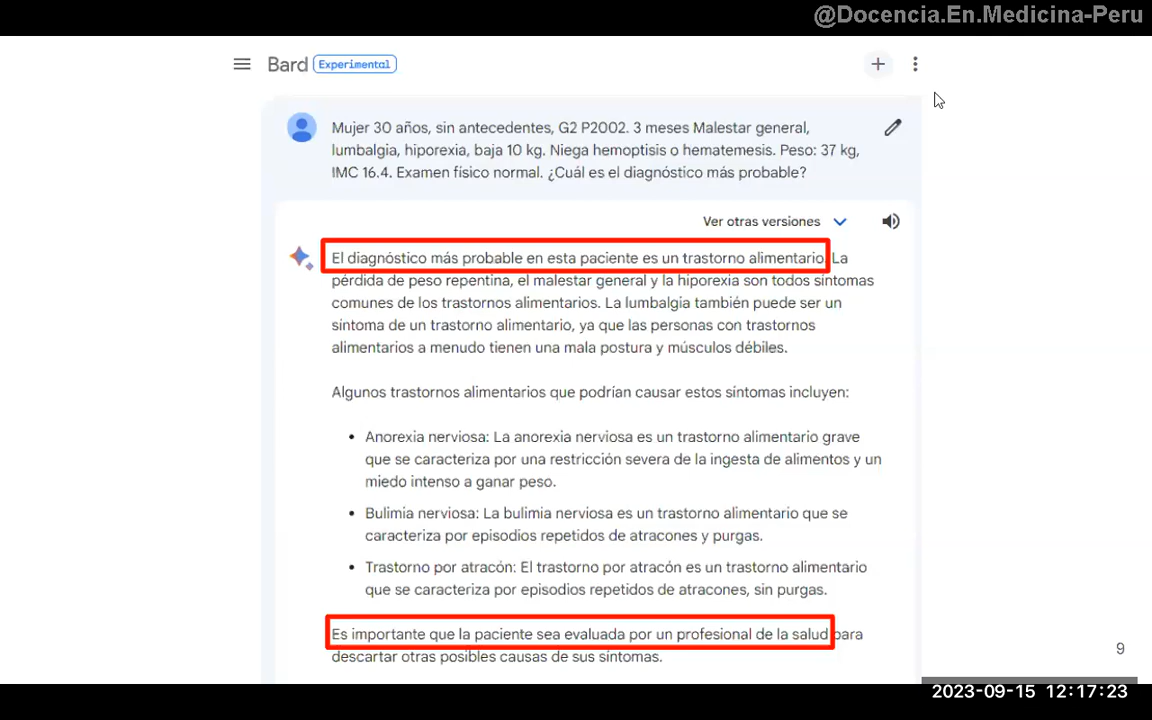 @Docencia.En.Medicina-Peru
Bard Experimental
Mujer 30 años, sin antecedentes, G2 P2002. 3 meses Malestar general,
lumbalgia, hiporexia, baja 10 kg. Niega hemoptisis o hematemesis. Peso: 37 kg,
IMC 16.4. Examen físico normal. ¿Cuál es el diagnóstico más probable?
Ver otras versiones
El diagnóstico más probable en esta paciente es un trastorno alimentario. La
pérdida de peso repentina, el malestar general y la hiporexia son todos síntomas
comunes de los trastornos alimentarios. La lumbalgia también puede ser un
síntoma de un trastorno alimentario, ya que las personas con trastornos
alimentarios a menudo tienen una mala postura y músculos débiles.
Algunos trastornos alimentarios que podrían causar estos síntomas incluyen:
• Anorexia nerviosa: La anorexia nerviosa es un trastorno alimentario grave
que se caracteriza por una restricción severa de la ingesta de alimentos y un
miedo intenso a ganar peso.
• Bulimia nerviosa: La bulimia nerviosa es un trastorno alimentario que se
caracteriza por episodios repetidos de atracones y purgas.
• Trastorno por atracón: El trastorno por atracón es un trastorno alimentario
que se caracteriza por episodios repetidos de atracones, sin purgas.
Es importante que la paciente sea evaluada por un profesional de la salud para
descartar otras posibles causas de sus síntomas.
9
2023-09-15 12:17:23